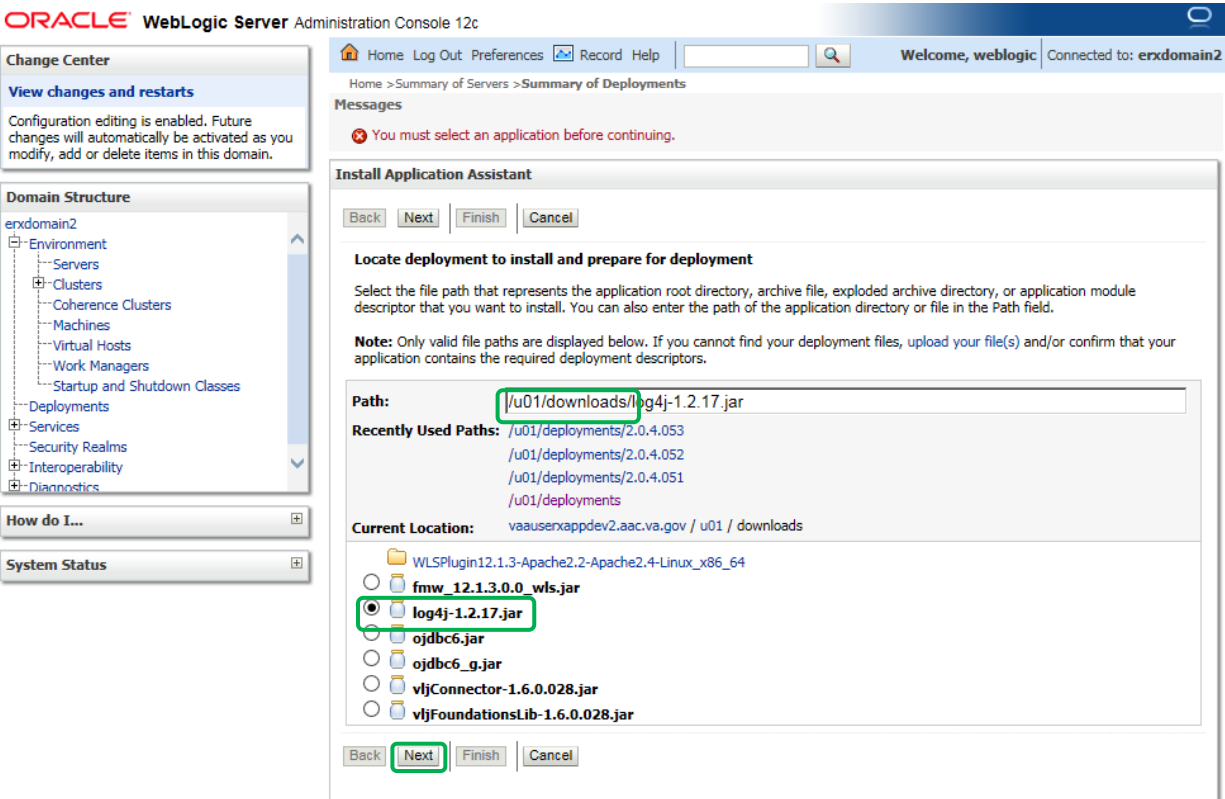 ORACLE WebLogic Server Administration Console 12c
Change Center
View changes and restarts
Configuration editing is enabled. Future
changes will automatically be activated as you
modify, add or delete items in this domain.
Domain Structure
erxdomain2
Environment
Servers
Clusters
Coherence Clusters
Machines
Virtual Hosts
Work Managers
Startup and Shutdown Classes
Deployments
Services
Security Realms
Interoperability
Diagnostics
How do I...
System Status
Home Log Out Preferences Record Help
Welcome, weblogic Connected to: erxdomain2
Home >Summary of Servers >Summary of Deployments
Messages
You must select an application before continuing.
Install Application Assistant
Back Next Finish Cancel
Locate deployment to install and prepare for deployment
Select the file path that represents the application root directory, archive file, exploded archive directory, or application module
descriptor that you want to install. You can also enter the path of the application directory or file in the Path field.
Note: Only valid file paths are displayed below. If you cannot find your deployment files, upload your file(s) and/or confirm that your
application contains the required deployment descriptors.
Path: /u01/downloads/log4j-1.2.17.jar
Recently Used Paths: /u01/deployments/2.0.4.053
/u01/deployments/2.0.4.052
/u01/deployments/2.0.4.051
/u01/deployments
Current Location: vaauserxappdev2.aac.va.gov / u01 / downloads
WLSPlugin12.1.3-Apache2.2-Apache2.4-Linux_x86_64
fmw_12.1.3.0.0_wls.jar
log4j-1.2.17.jar
ojdbc6.jar
ojdbc6_g.jar
vljConnector-1.6.0.028.jar
vljFoundationsLib-1.6.0.028.jar
Back Next Finish Cancel